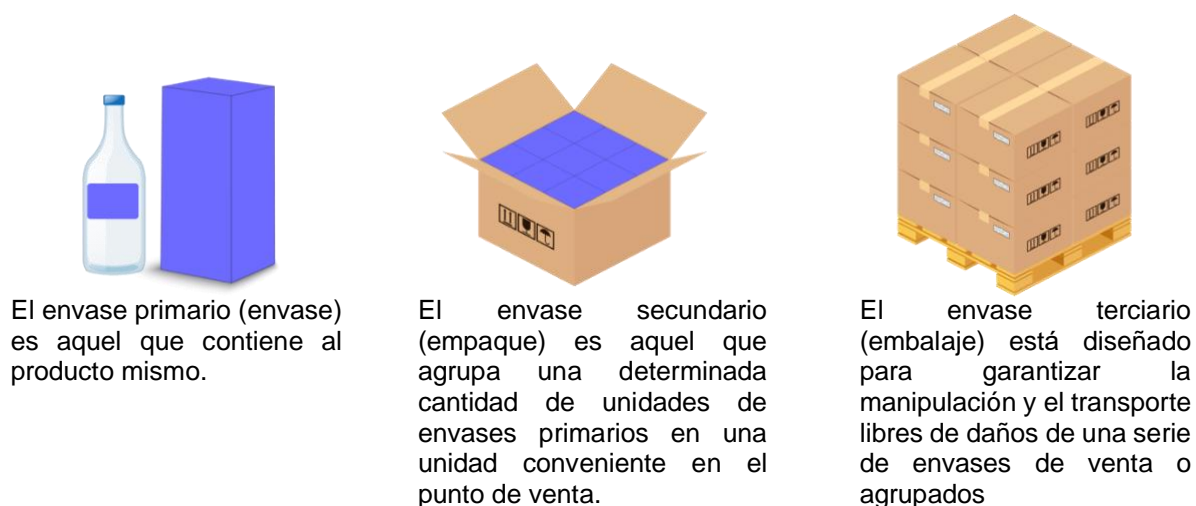 El envase primario (envase)
es aquel que contiene al
producto mismo.
El envase secundario
(empaque) es aquel que
agrupa una determinada
cantidad de unidades de
envases primarios en una
unidad conveniente en el
punto de venta.
El envase terciario
(embalaje) está diseñado
para garantizar la
manipulación y el transporte
libres de daños de una serie
de envases de venta o
agrupados